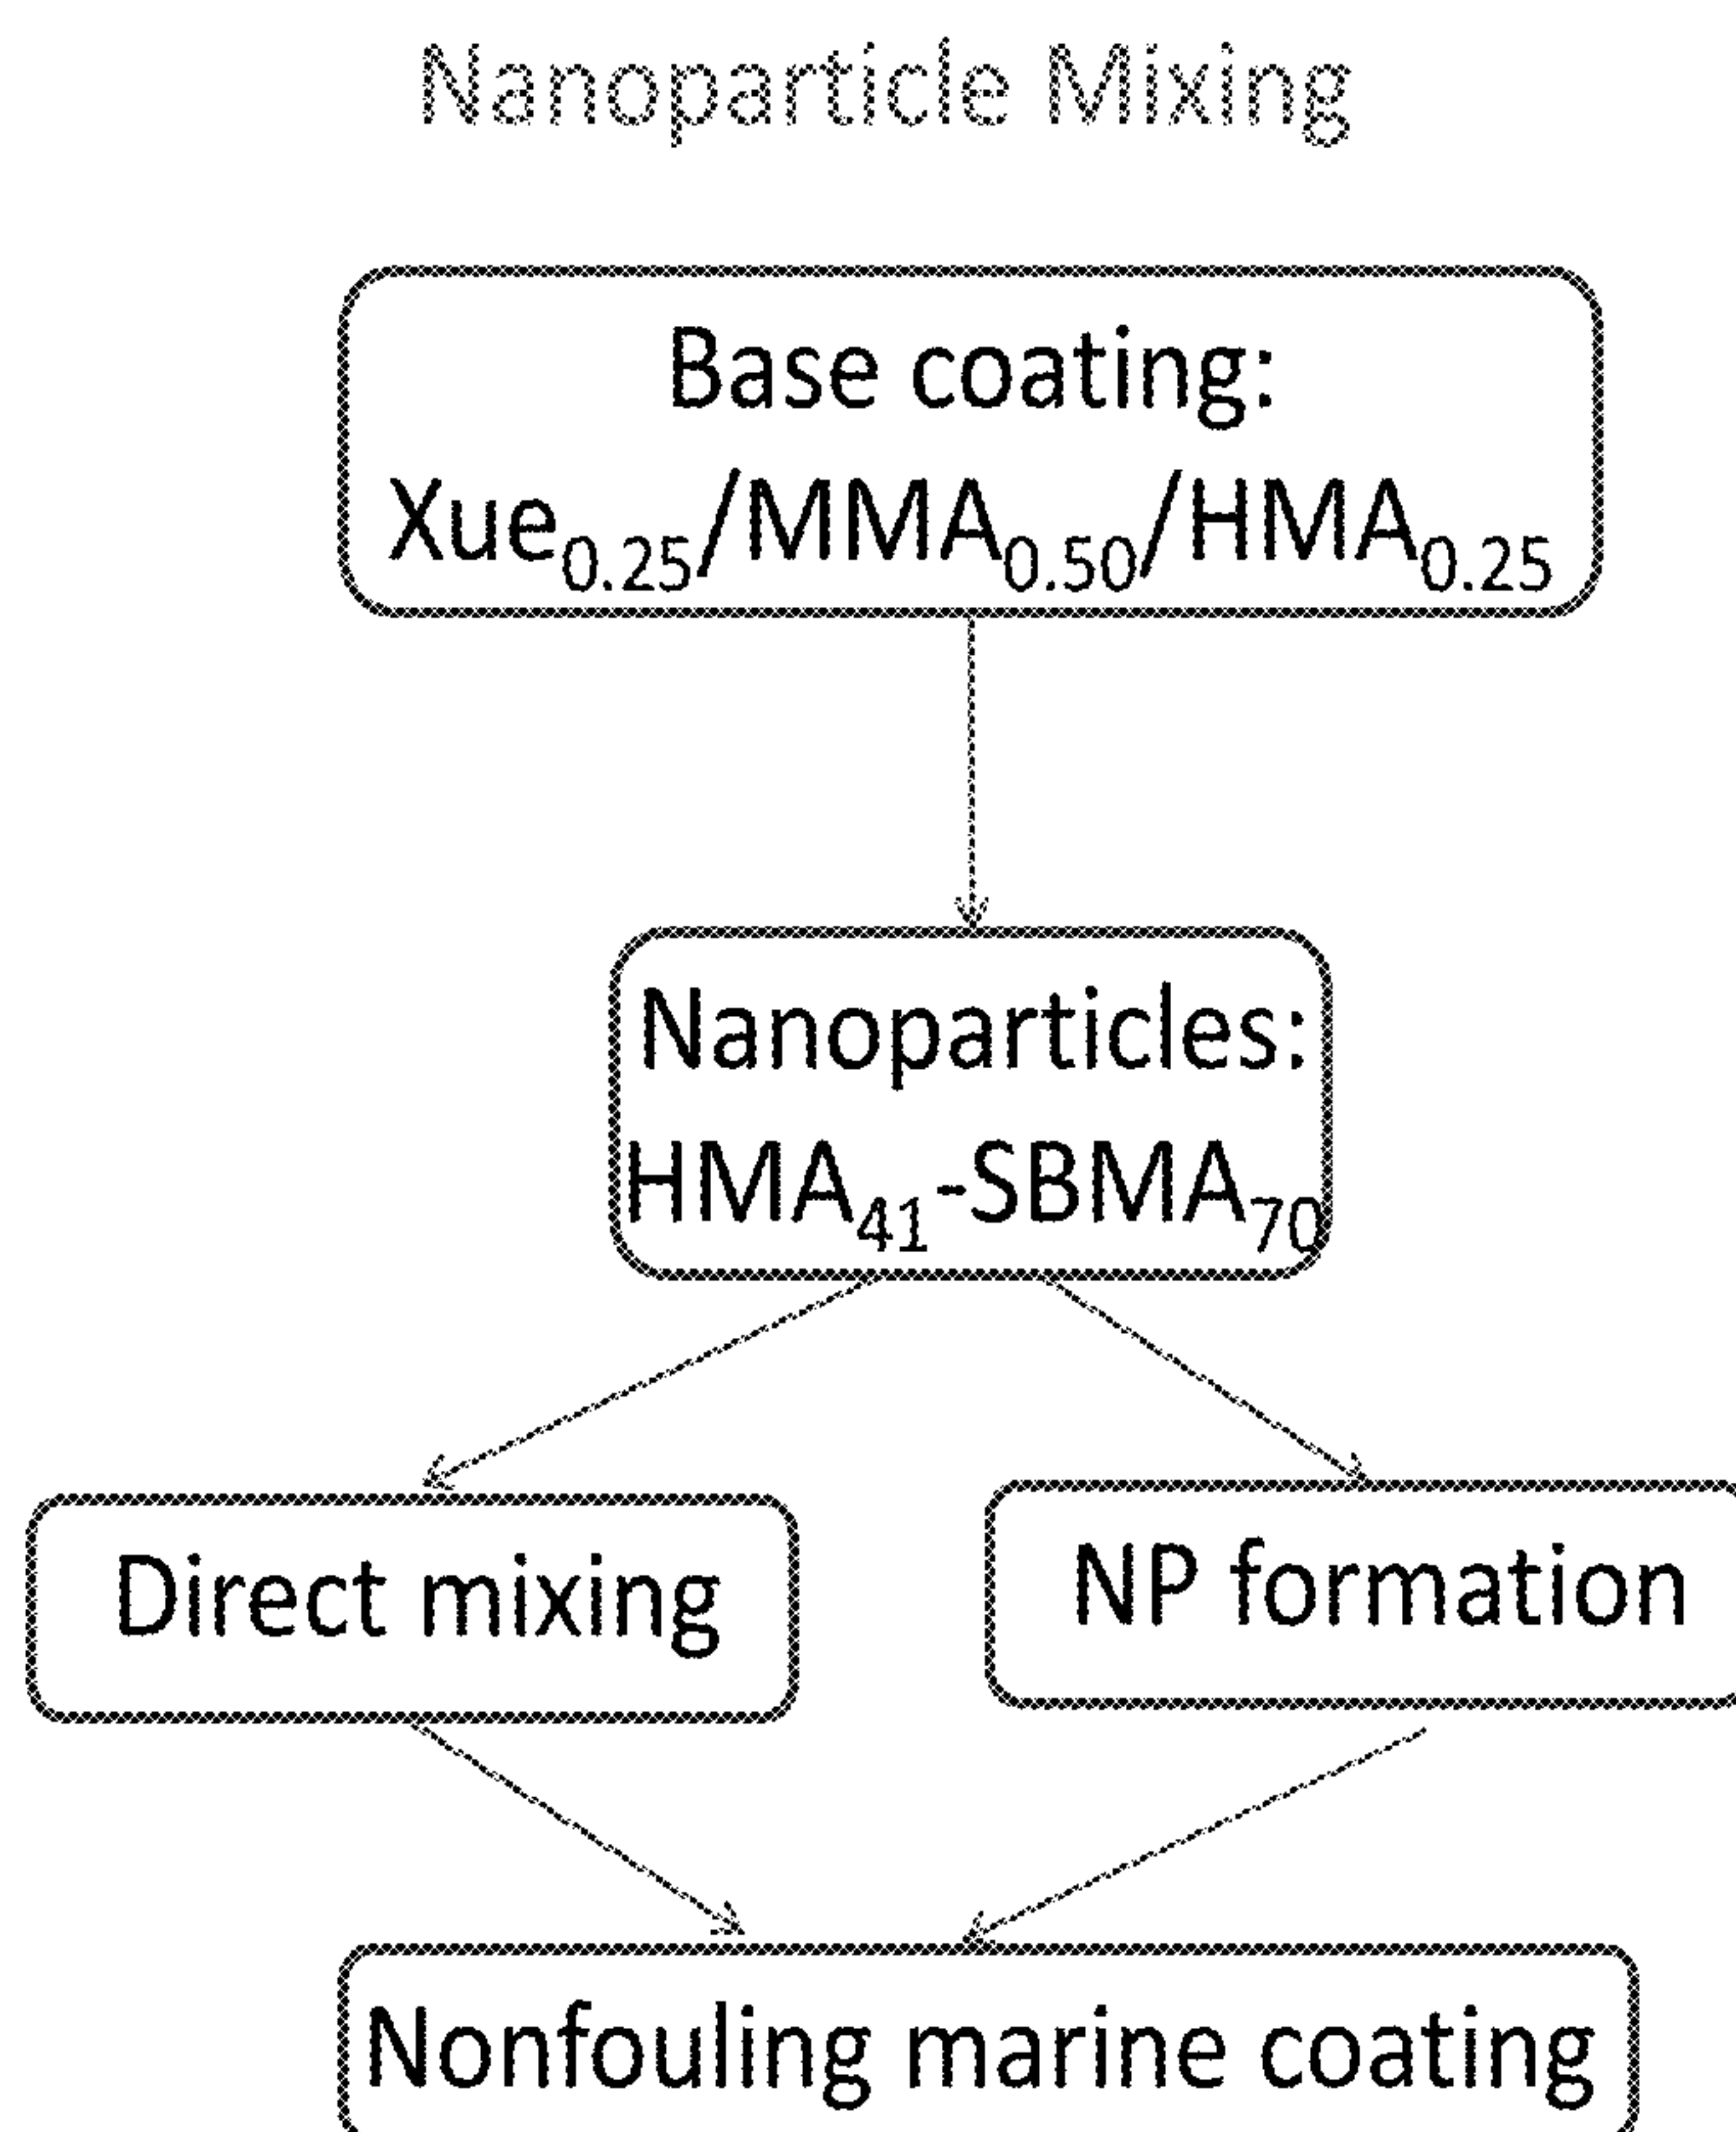 Nanoparticle Mixing
Base coating:
Xue₀.₂₅/MMA₀.₅₀/HMA₀.₂₅
Nanoparticles:
HMA₄₁-SBMA₇₀
Direct mixing
NP formation
Nonfouling marine coating